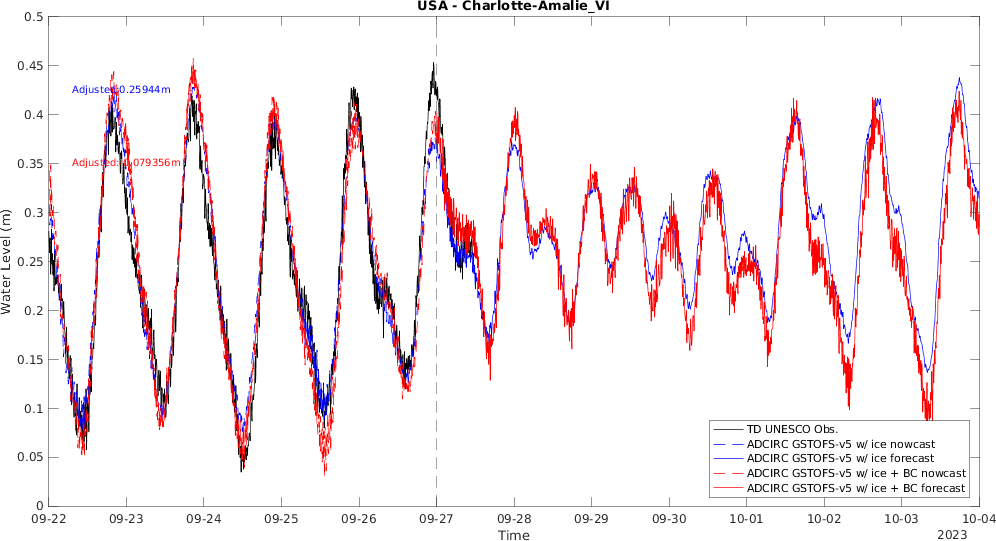 USA - Charlotte-Amalie_VI
0.5
0.45
0.4
0.35
0.3
0.25
0.2
0.15
0.1
0.05
0
Water Level (m)
Adjusted:0.25944m
Adjusted: 0.079356m
TD UNESCO Obs.
ADCIRC GSTOFS-v5 w/ ice nowcast
ADCIRC GSTOFS-v5 w/ ice forecast
ADCIRC GSTOFS-v5 w/ ice + BC nowcast
ADCIRC GSTOFS-v5 w/ ice + BC forecast
09-22 09-23 09-24 09-25 09-26 09-27 09-28 09-29 09-30 10-01 10-02 10-03 10-04
Time
2023